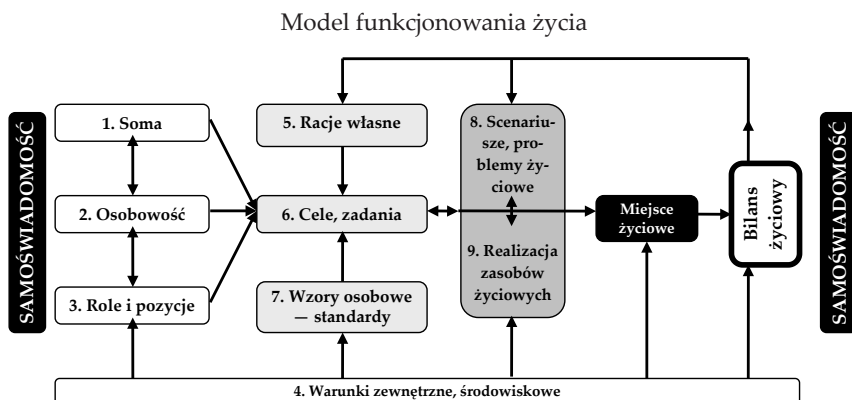 Model funkcjonowania życia
SAMOŚWIADOMOŚĆ
1. Soma
2. Osobowość
3. Role i pozycje
5. Racje własne
6. Cele, zadania
7. Wzory osobowe
— standardy
8. Scenariu-
sze, pro-
blemy ży-
ciowe
9. Realizacja
zasobów
życiowych
Miejsce
życiowe
Bilans
życiowy
SAMOŚWIADOMOŚĆ
4. Warunki zewnętrzne, środowiskowe